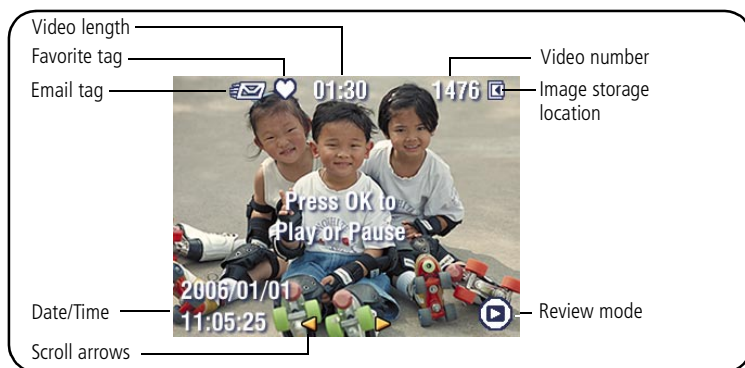 Video length
Favorite tag
Email tag
Video number
Image storage
location
01:30
1476
Press OK to
Play or Pause
2006/01/01
11:05:25
Date/Time
Scroll arrows
Review mode